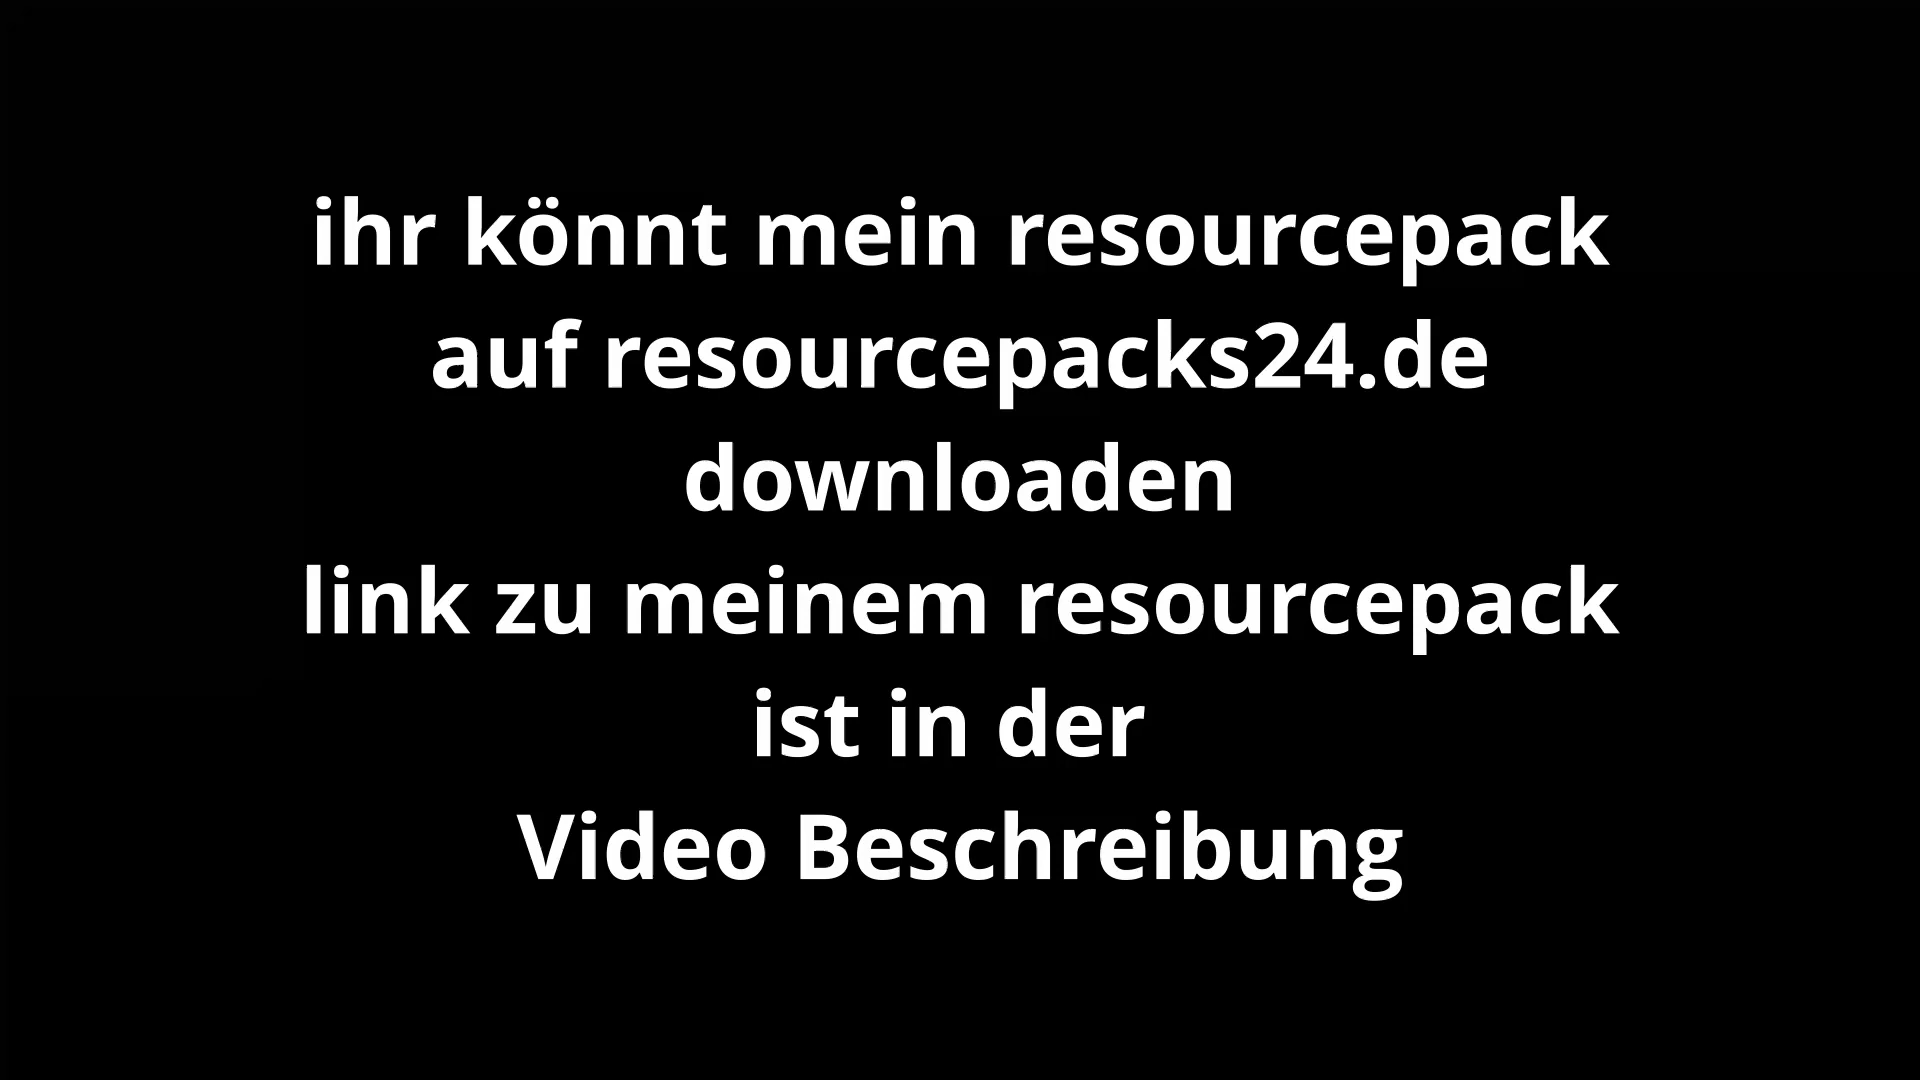 ihr könnt mein resourcepack
auf resourcepacks24.de
downloaden
link zu meinem resourcepack
ist in der
Video Beschreibung